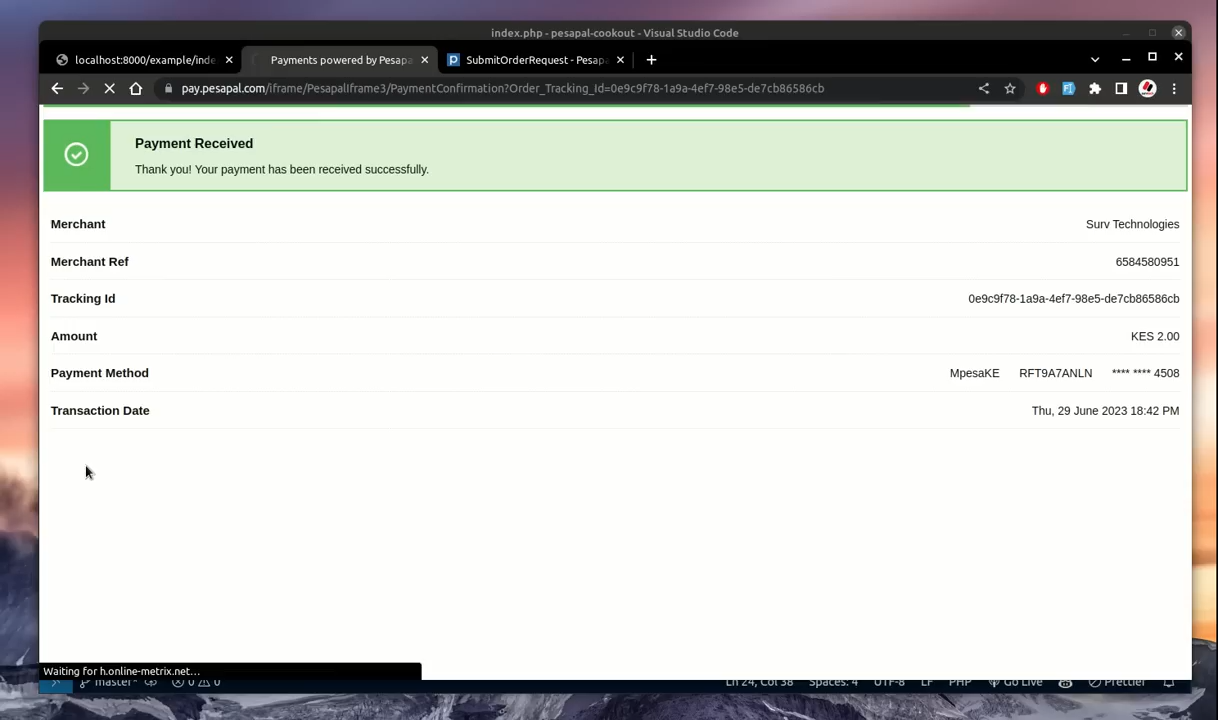 index.php - pesapal-cookout - Visual Studio Code
localhost:8000/example/inde
Payments powered by Pesapa
SubmitOrderRequest - Pesapa
pay.pesapal.com/iframe/PesapalIframe3/PaymentConfirmation?Order_Tracking_Id=0e9c9f78-1a9a-4ef7-98e5-de7cb86586cb
Payment Received
Thank you! Your payment has been received successfully.
Merchant Surv Technologies
Merchant Ref 6584580951
Tracking Id 0e9c9f78-1a9a-4ef7-98e5-de7cb86586cb
Amount KES 2.00
Payment Method MpesaKE RFT9A7ANLN **** **** 4508
Transaction Date Thu, 29 June 2023 18:42 PM
Waiting for h.online-metrix.net...
master* 0 0 Ln 24, Col 38 Spaces: 4 UTF-8 LF PHP Go Live Prettier